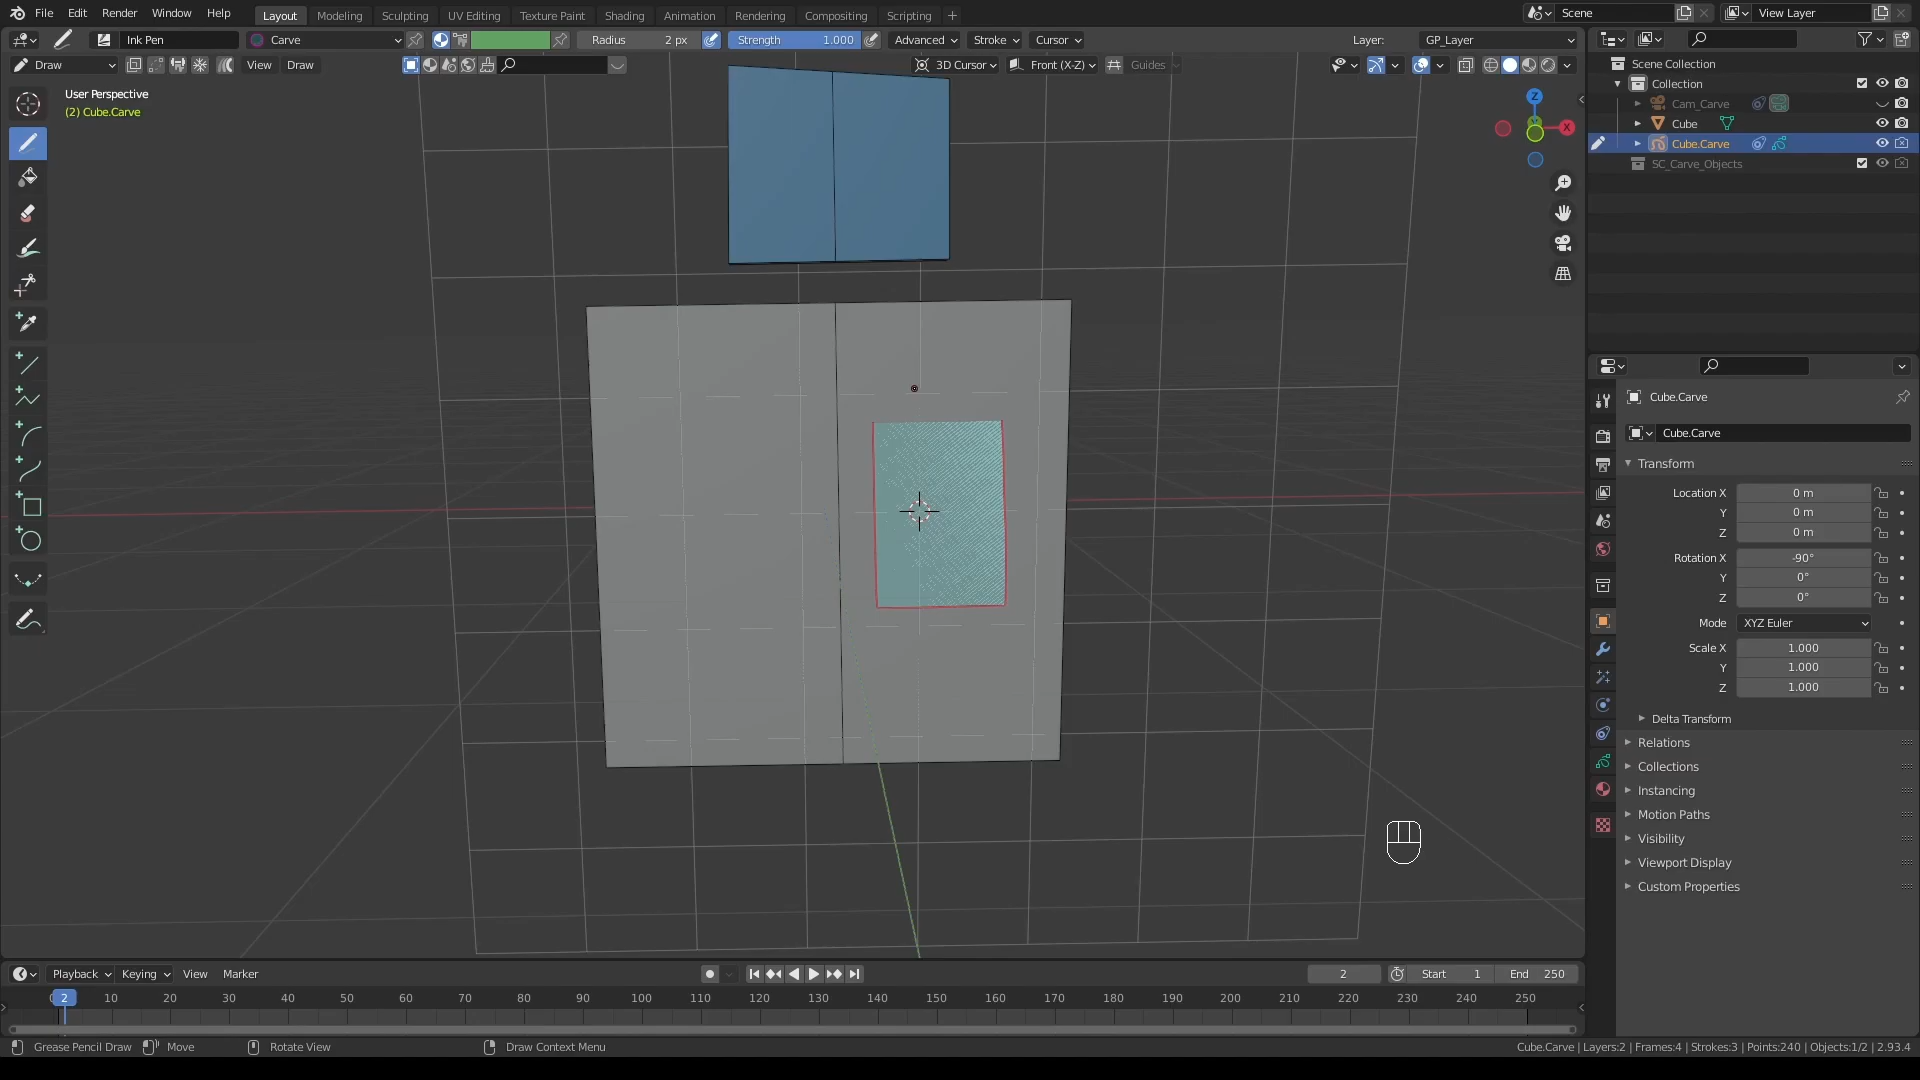 File Edit Render Window Help Layout Modeling Sculpting UV Editing Texture Paint Shading Animation Rendering Compositing Scripting + Scene View Layer
Ink Pen Carve Radius 2 px Strength 1.000 Advanced Stroke Cursor Layer: GP_Layer
Draw View Draw 3D Cursor Front (X-Z) Guides
User Perspective
(2) Cube.Carve
Z
X
Scene Collection
Collection
Cam_Carve
Cube
Cube.Carve
SC_Carve_Objects
Cube.Carve
Cube.Carve
Transform
Location X 0 m
Y 0 m
Z 0 m
Rotation X -90°
Y 0°
Z 0°
Mode XYZ Euler
Scale X 1.000
Y 1.000
Z 1.000
Delta Transform
Relations
Collections
Instancing
Motion Paths
Visibility
Viewport Display
Custom Properties
Playback Keying View Marker 2 Start 1 End 250
2 10 20 30 40 50 60 70 80 90 100 110 120 130 140 150 160 170 180 190 200 210 220 230 240 250
Grease Pencil Draw Move Rotate View Draw Context Menu Cube.Carve | Layers:2 | Frames:4 | Strokes:3 | Points:240 | Objects:1/2 | 2.93.4